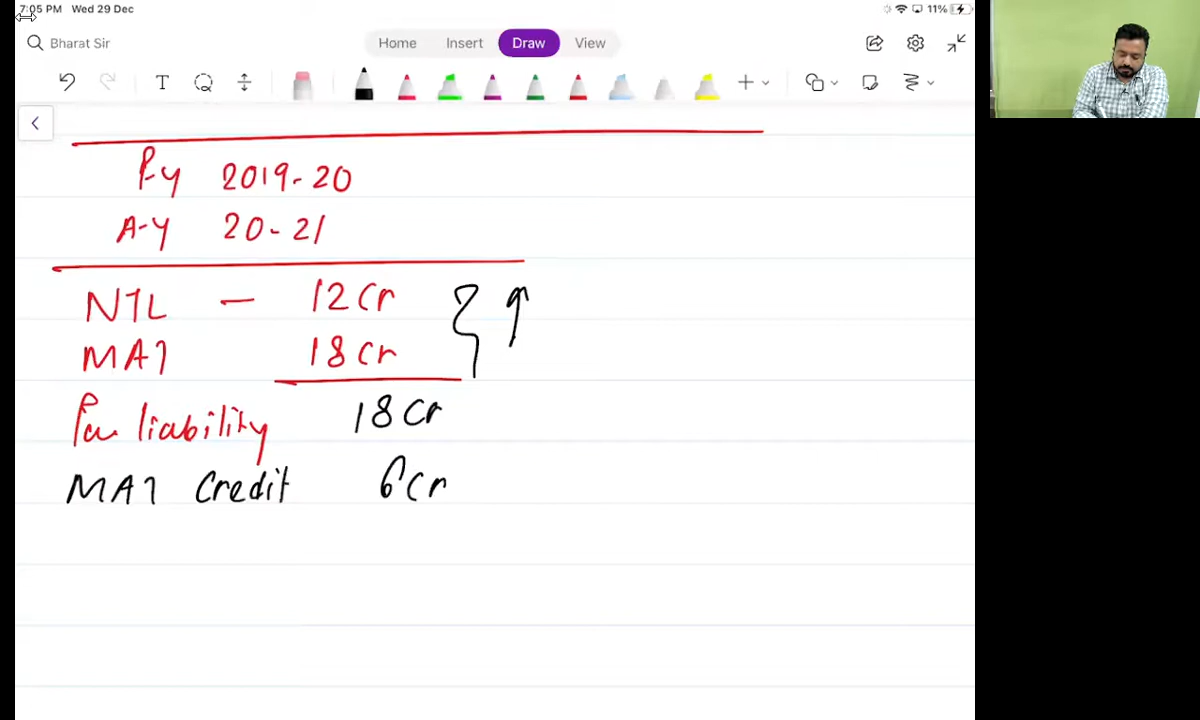 7:05 PM Wed 29 Dec
11%
Bharat Sir
Home Insert Draw View
T
P-y 2019-20
A-Y 20-21
NTL - 12 Cr
MAT 18 Cr
Tax liability 18 Cr
MAT Credit 6 Cr